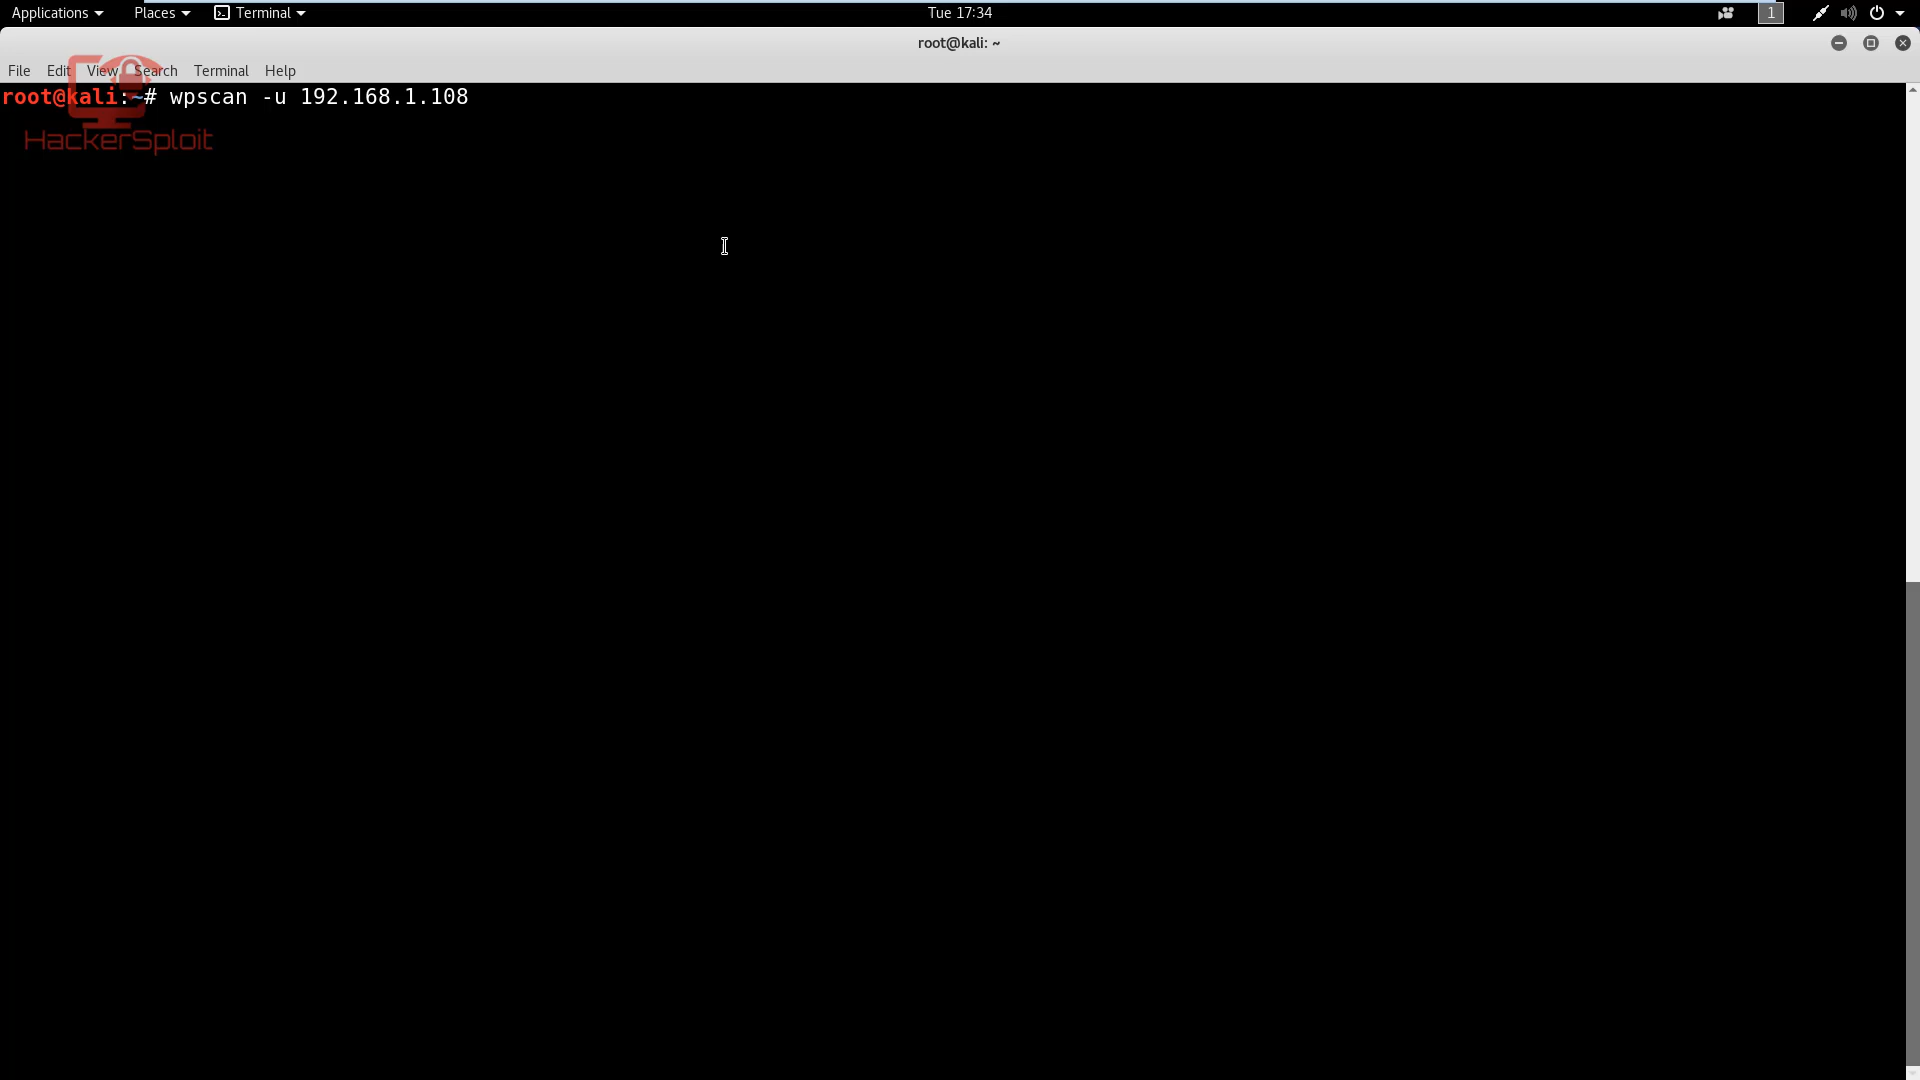 Applications Places Terminal Tue 17:34 1
root@kali: ~
File Edit View Search Terminal Help
root@kali:~# wpscan -u 192.168.1.108
HackerSploit